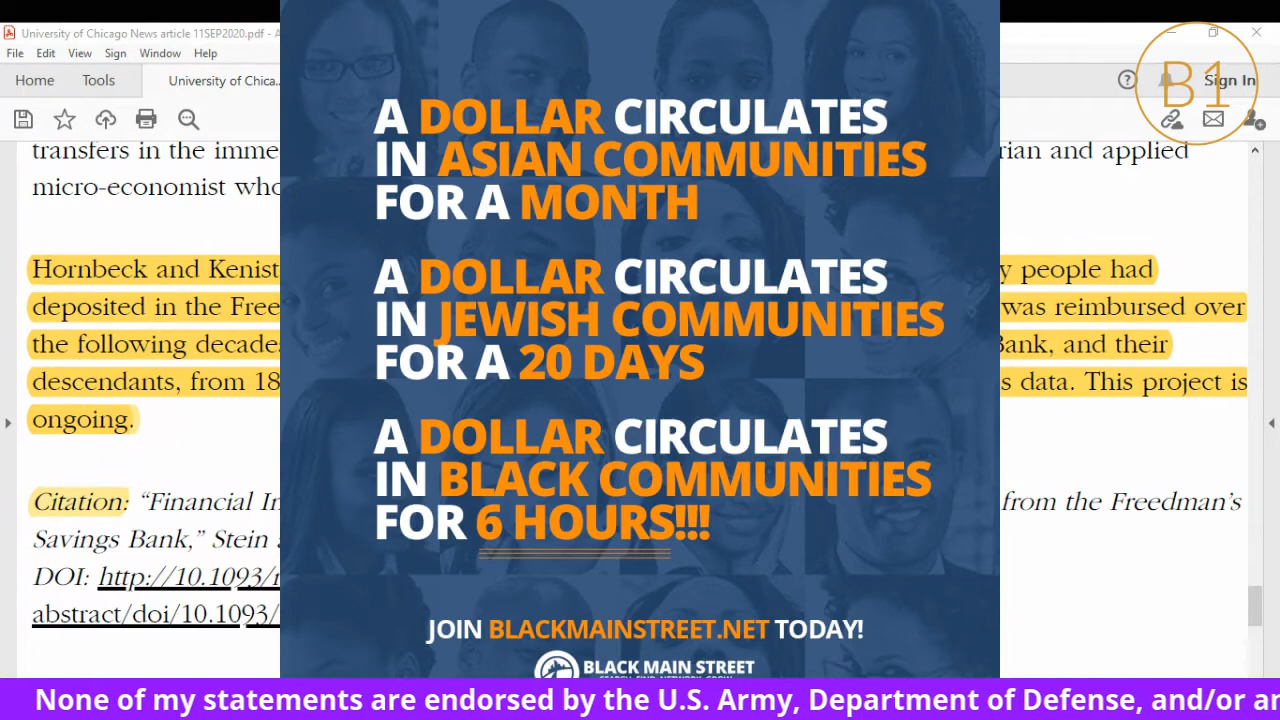 University of Chicago News article 11SEP2020.pdf - A
File Edit View Sign Window Help
Home Tools University of Chica... Sign In
B1
transfers in the imme rian and applied
micro-economist who
Hornbeck and Kenist y people had
deposited in the Free was reimbursed over
the following decade Bank, and their
descendants, from 18 s data. This project is
ongoing.
Citation: “Financial In from the Freedman’s
Savings Bank,” Stein
DOI: http://10.1093/r
abstract/doi/10.1093/
A DOLLAR CIRCULATES
IN ASIAN COMMUNITIES
FOR A MONTH
A DOLLAR CIRCULATES
IN JEWISH COMMUNITIES
FOR A 20 DAYS
A DOLLAR CIRCULATES
IN BLACK COMMUNITIES
FOR 6 HOURS!!!
JOIN BLACKMAINSTREET.NET TODAY!
BLACK MAIN STREET
None of my statements are endorsed by the U.S. Army, Department of Defense, and/or ar